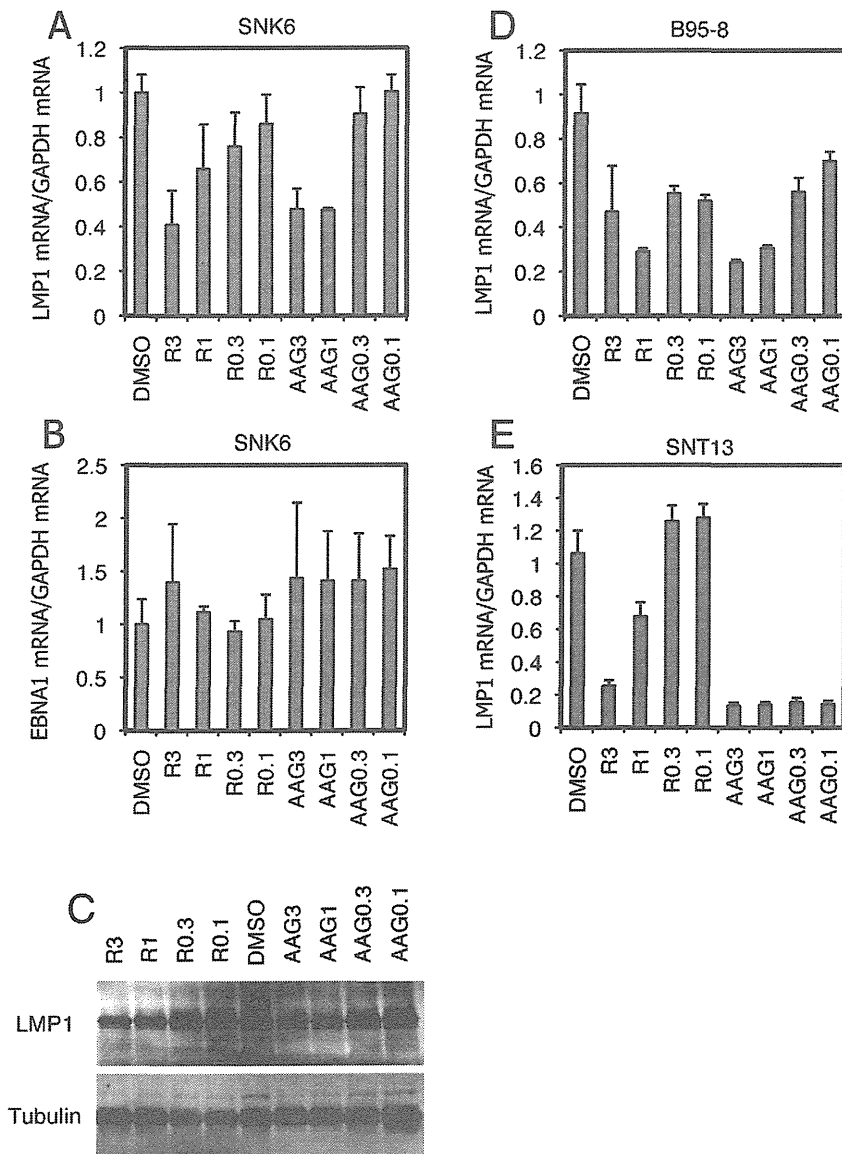 A
SNK6
LMP1 mRNA/GAPDH mRNA
1.2
1
0.8
0.6
0.4
0.2
0
DMSO
R3
R1
R0.3
R0.1
AAG3
AAG1
AAG0.3
AAG0.1
B
SNK6
EBNA1 mRNA/GAPDH mRNA
2.5
2
1.5
1
0.5
0
DMSO
R3
R1
R0.3
R0.1
AAG3
AAG1
AAG0.3
AAG0.1
C
R3
R1
R0.3
R0.1
DMSO
AAG3
AAG1
AAG0.3
AAG0.1
LMP1
Tubulin
D
B95-8
LMP1 mRNA/GAPDH mRNA
1.2
1
0.8
0.6
0.4
0.2
0
DMSO
R3
R1
R0.3
R0.1
AAG3
AAG1
AAG0.3
AAG0.1
E
SNT13
LMP1 mRNA/GAPDH mRNA
1.6
1.4
1.2
1
0.8
0.6
0.4
0.2
0
DMSO
R3
R1
R0.3
R0.1
AAG3
AAG1
AAG0.3
AAG0.1